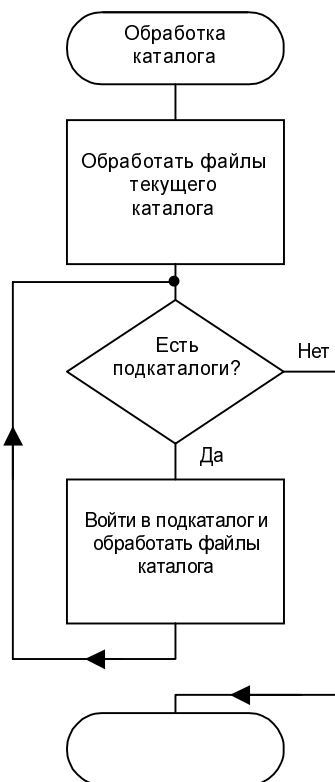 Обработка
каталога
Обработать файлы
текущего
каталога
Есть
подкаталоги?
Нет
Да
Войти в подкаталог и
обработать файлы
каталога